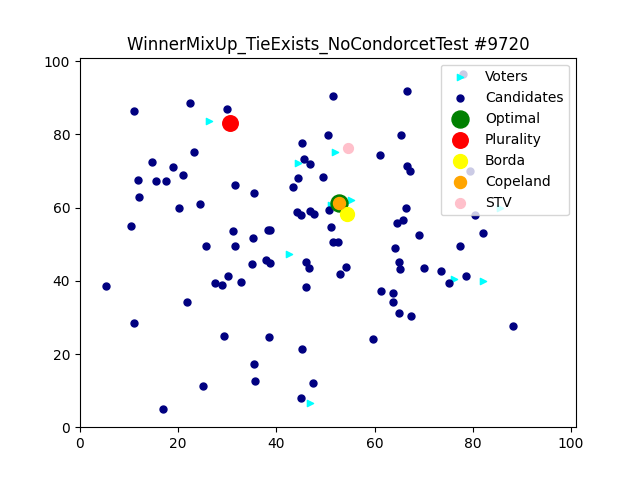 WinnerMixUp_TieExists_NoCondorcetTest #9720
100
80
60
40
20
0
0
20
40
60
80
100
Voters
Candidates
Optimal
Plurality
Borda
Copeland
STV